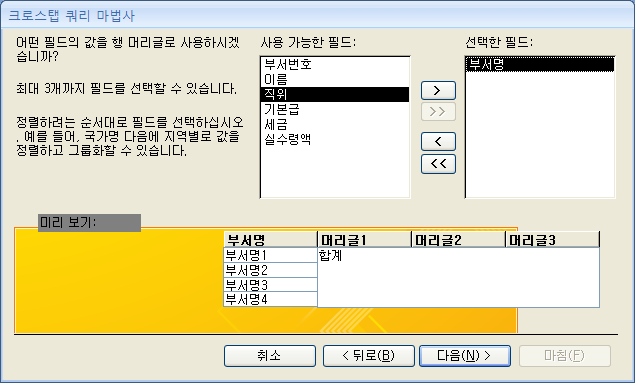 크로스탭 쿼리 마법사
어떤 필드의 값을 행 머리글로 사용하시겠
습니까?
최대 3개까지 필드를 선택할 수 있습니다.
정렬하려는 순서대로 필드를 선택하십시오
. 예를 들어, 국가명 다음에 지역별로 값을
정렬하고 그룹화할 수 있습니다.
사용 가능한 필드:
부서번호
이름
직위
기본급
세금
실수령액
>
>>
<
<<
선택한 필드:
부서명
미리 보기:
부서명 머리글1 머리글2 머리글3
부서명1 합계
부서명2
부서명3
부서명4
취소 < 뒤로(B) 다음(N) > 마침(F)